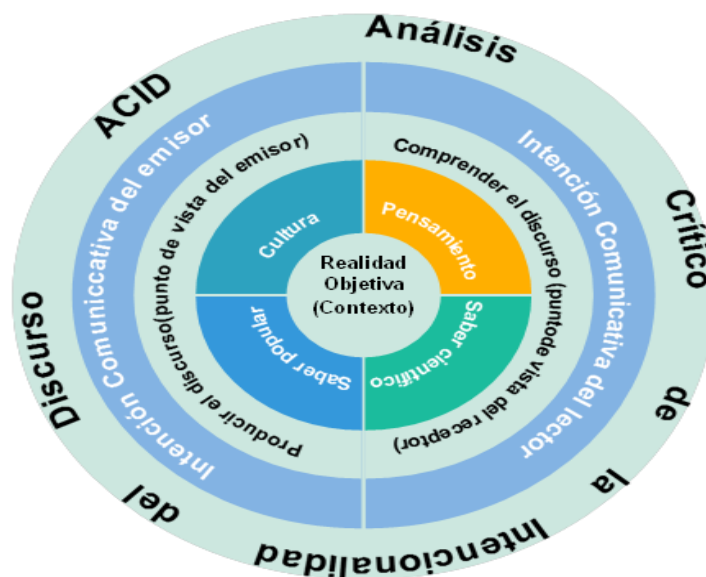 Análisis Crítico de la Intencionalidad del Discurso ACID
Intención Comuniccativa del emisor
Intención Comunicativa del lector
Producir el discurso(punto de vista del emisor)
Comprender el discurso (puntode vista del receptor)
Cultura
Pensamiento
Saber popular
Saber científico
Realidad
Objetiva
(Contexto)